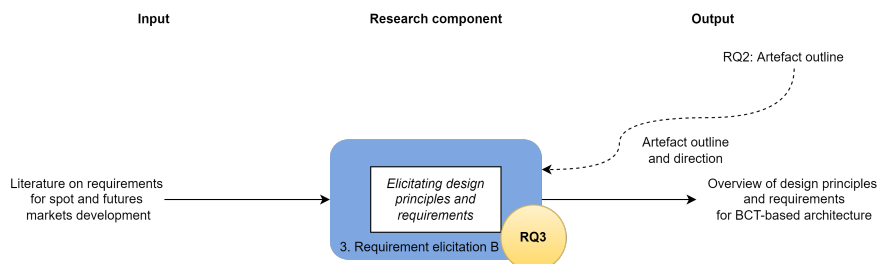 Input
Research component
Output
RQ2: Artefact outline
Artefact outline
and direction
Literature on requirements
for spot and futures
markets development
Elicitating design
principles and
requirements
Overview of design principles
and requirements
for BCT-based architecture
3. Requirement elicitation B
RQ3